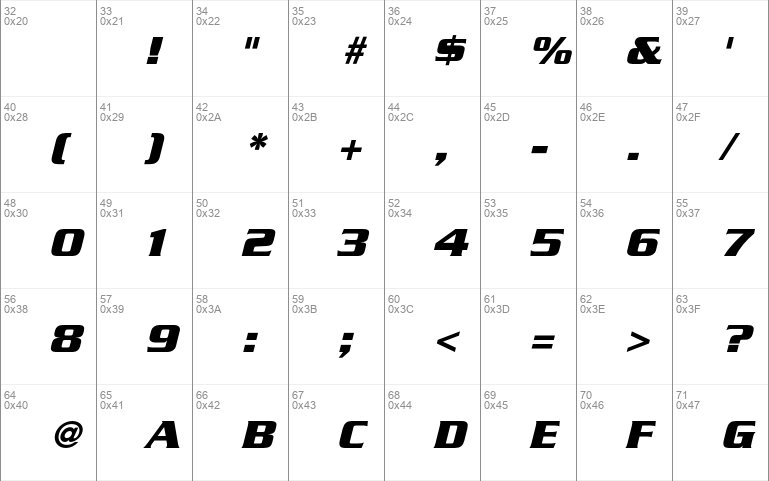 32 33 34 35 36 37 38 39
0x20 0x21 0x22 0x23 0x24 0x25 0x26 0x27
! " # $ % & '
40 41 42 43 44 45 46 47
0x28 0x29 0x2A 0x2B 0x2C 0x2D 0x2E 0x2F
( ) * + , - . /
48 49 50 51 52 53 54 55
0x30 0x31 0x32 0x33 0x34 0x35 0x36 0x37
0 1 2 3 4 5 6 7
56 57 58 59 60 61 62 63
0x38 0x39 0x3A 0x3B 0x3C 0x3D 0x3E 0x3F
8 9 : ; < = > ?
64 65 66 67 68 69 70 71
0x40 0x41 0x42 0x43 0x44 0x45 0x46 0x47
@ A B C D E F G